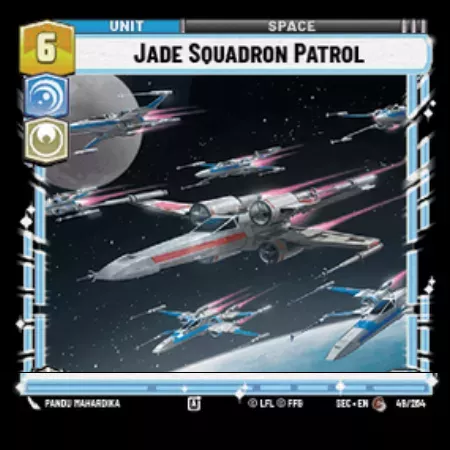 UNIT SPACE
6
JADE SQUADRON PATROL
PANDU MAHARDIKA A © LFL © FFG SEC • EN 49/264